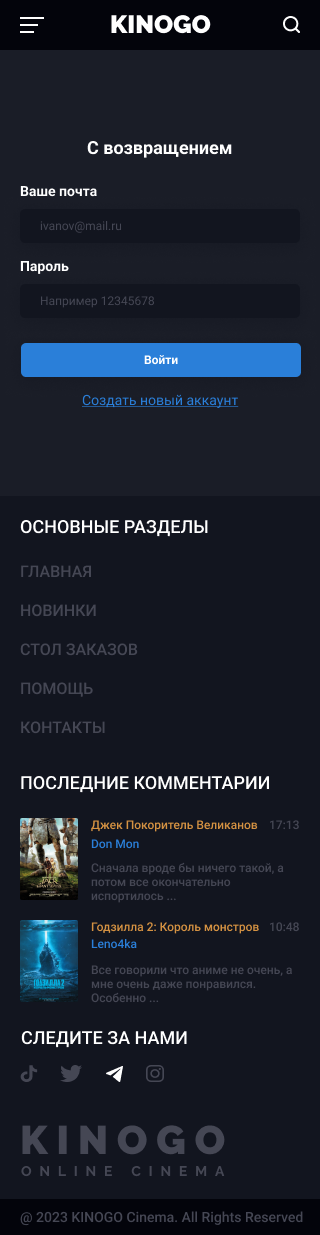 KINOGO
С возвращением
Ваше почта
ivanov@mail.ru
Пароль
Например 12345678
Войти
Создать новый аккаунт
ОСНОВНЫЕ РАЗДЕЛЫ
ГЛАВНАЯ
НОВИНКИ
СТОЛ ЗАКАЗОВ
ПОМОЩЬ
КОНТАКТЫ
ПОСЛЕДНИЕ КОММЕНТАРИИ
Джек Покоритель Великанов 17:13
Don Mon
Сначала вроде бы ничего такой, а
потом все окончательно
испортилось ...
Годзилла 2: Король монстров 10:48
Leno4ka
Все говорили что аниме не очень, а
мне очень даже понравился.
Особенно ...
СЛЕДИТЕ ЗА НАМИ
KINOGO
ONLINE CINEMA
@ 2023 KINOGO Cinema. All Rights Reserved